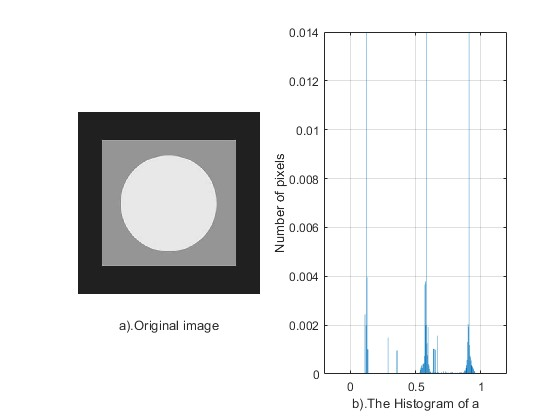 0.014
0.012
0.01
0.008
0.006
0.004
0.002
0
Number of pixels
0 0.5 1
a).Original image
b).The Histogram of a